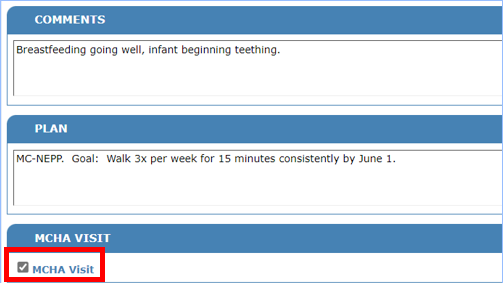 COMMENTS
Breastfeeding going well, infant beginning teething.
PLAN
MC-NEPP.  Goal:  Walk 3x per week for 15 minutes consistently by June 1.
MCHA VISIT
MCHA Visit